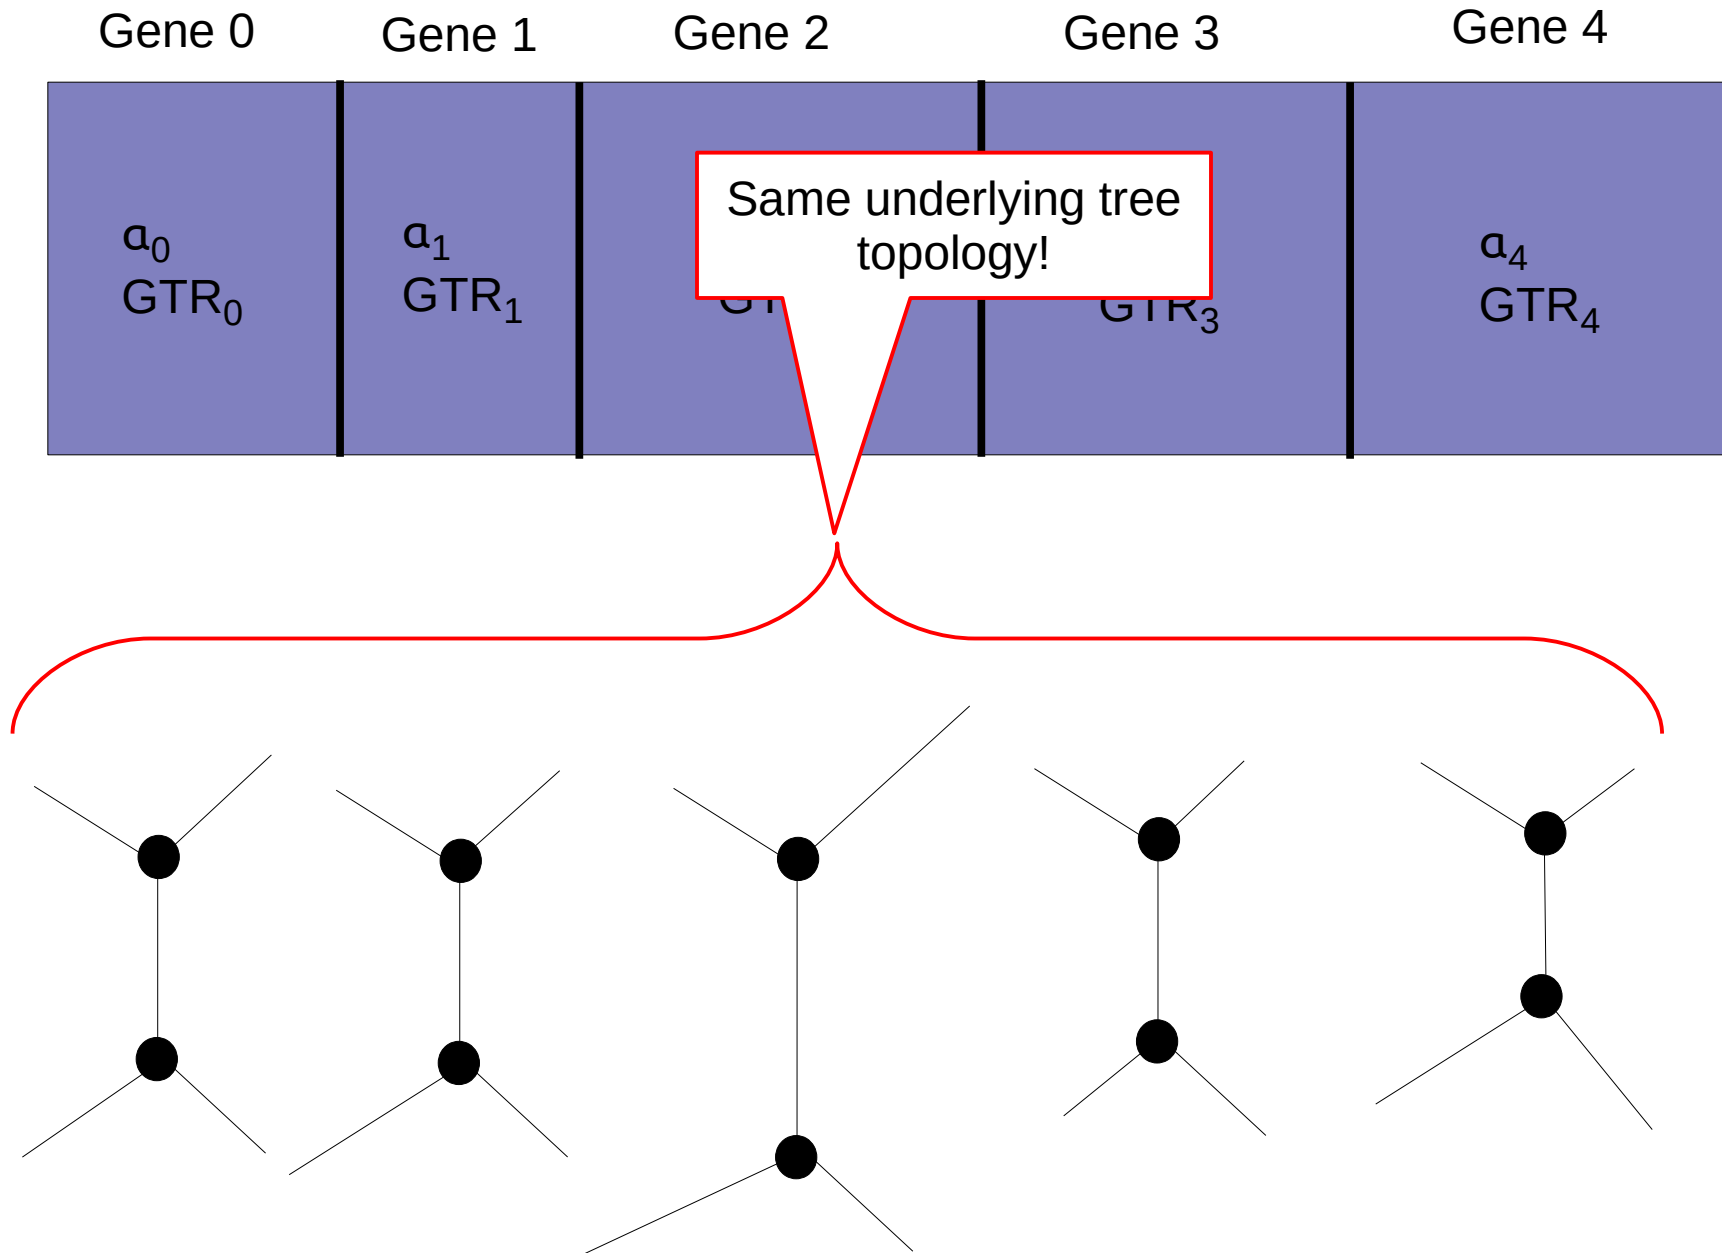 Gene 0
Gene 1
Gene 2
Gene 3
Gene 4
Same underlying tree
topology!
α₀
GTR₀
α₁
GTR₁
GTR₃
α₄
GTR₄